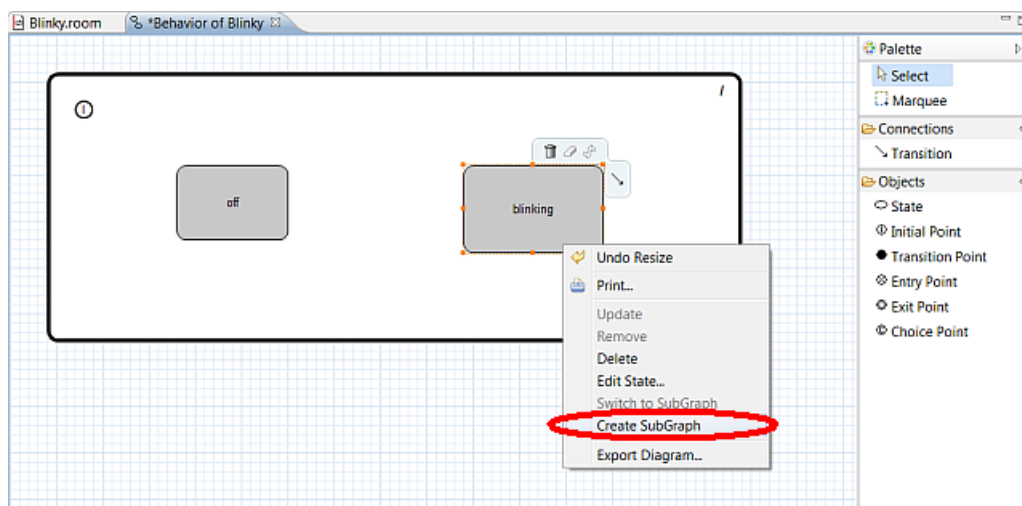 Blinky.room
*Behavior of Blinky
Palette
Select
Marquee
Connections
Transition
Objects
State
Initial Point
Transition Point
Entry Point
Exit Point
Choice Point
/
I
off
blinking
Undo Resize
Print...
Update
Remove
Delete
Edit State...
Switch to SubGraph
Create SubGraph
Export Diagram...